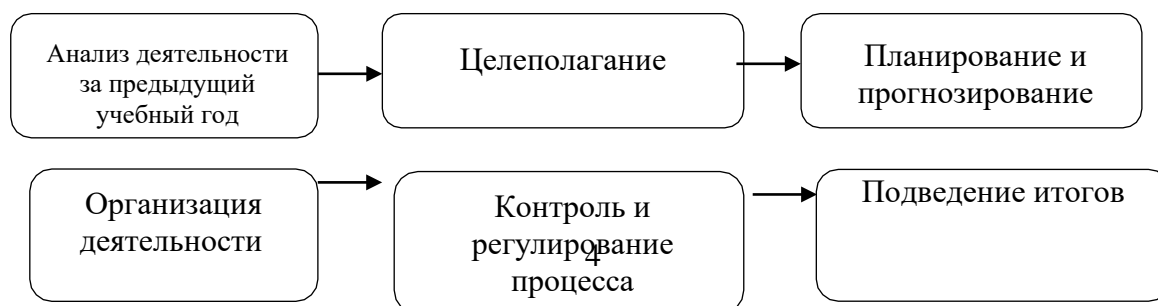 Анализ деятельности
за предыдущий
учебный год
Целеполагание
Планирование и
прогнозирование
Организация
деятельности
Контроль и
регулирование
процесса
4
Подведение итогов